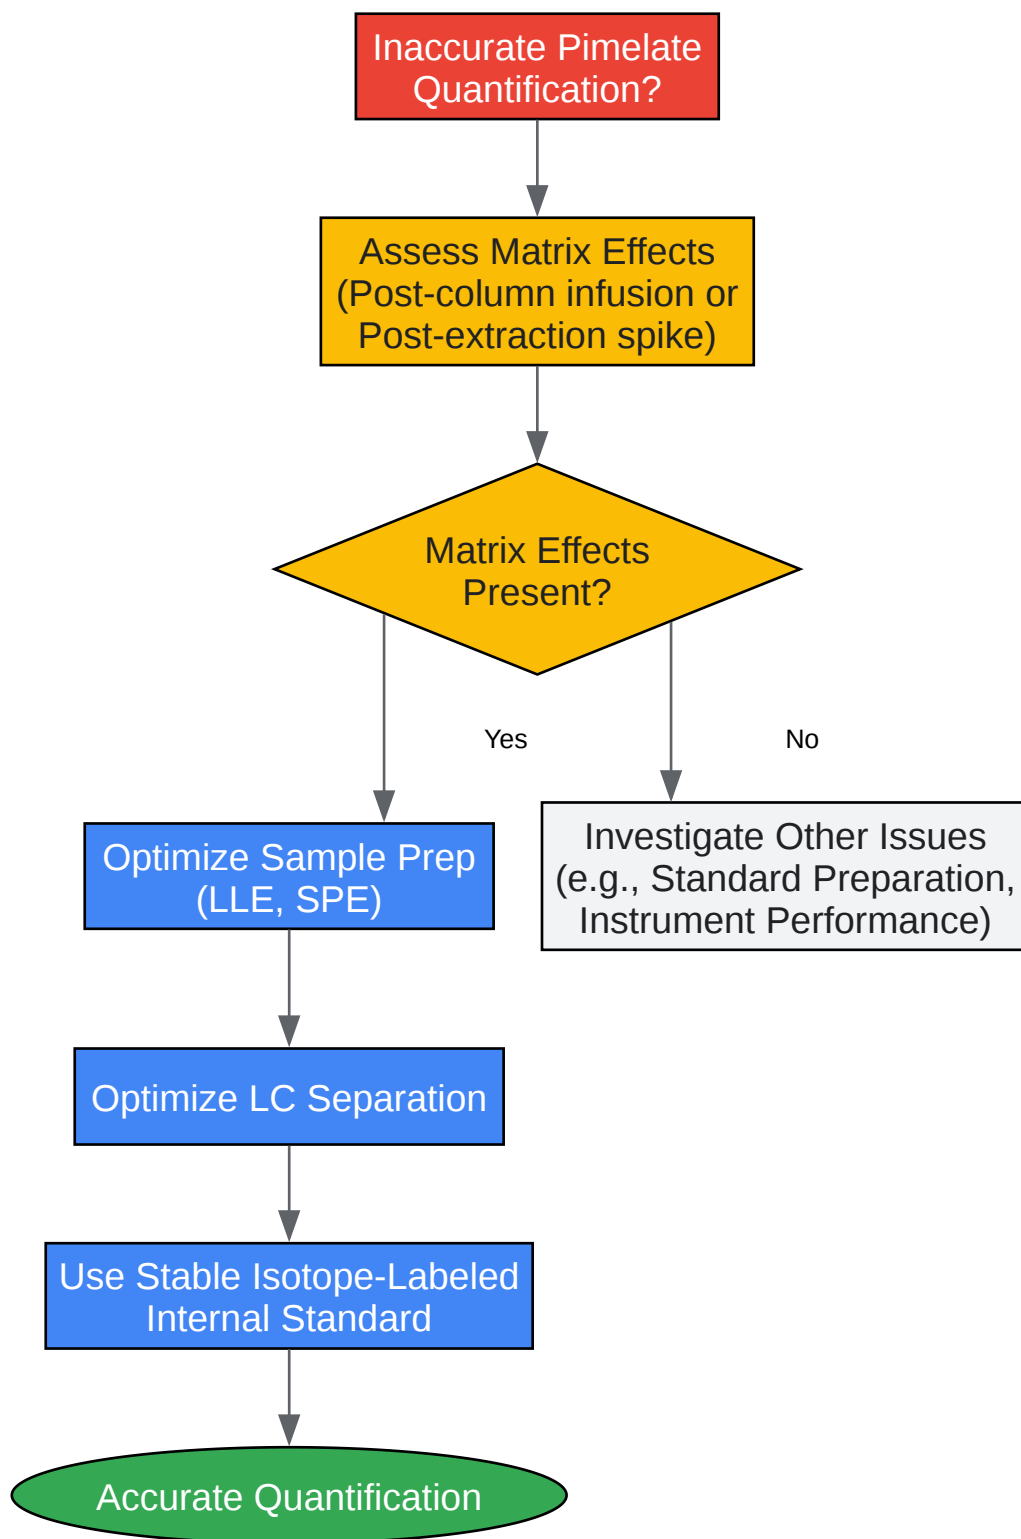 Inaccurate Pimelate
Quantification?
Assess Matrix Effects
(Post-column infusion or
Post-extraction spike)
Matrix Effects
Present?
Yes
No
Optimize Sample Prep
(LLE, SPE)
Investigate Other Issues
(e.g., Standard Preparation,
Instrument Performance)
Optimize LC Separation
Use Stable Isotope-Labeled
Internal Standard
Accurate Quantification